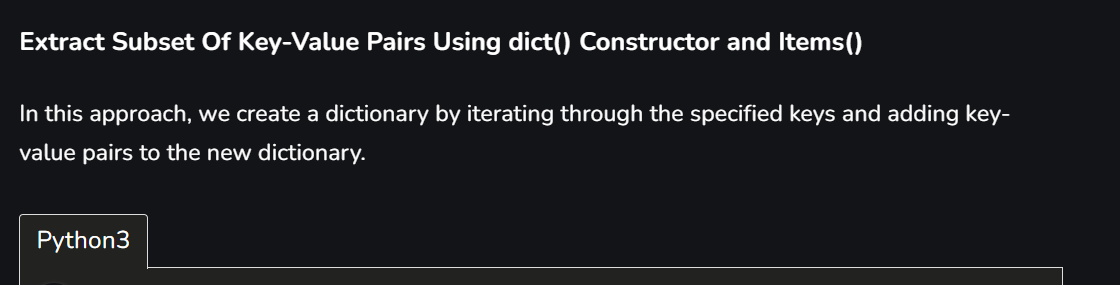 Extract Subset Of Key-Value Pairs Using dict() Constructor and Items()
In this approach, we create a dictionary by iterating through the specified keys and adding key-
value pairs to the new dictionary.
Python3